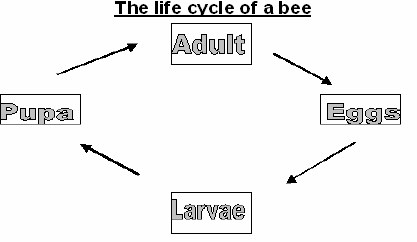 The life cycle of a bee
Adult
Pupa
Eggs
Larvae